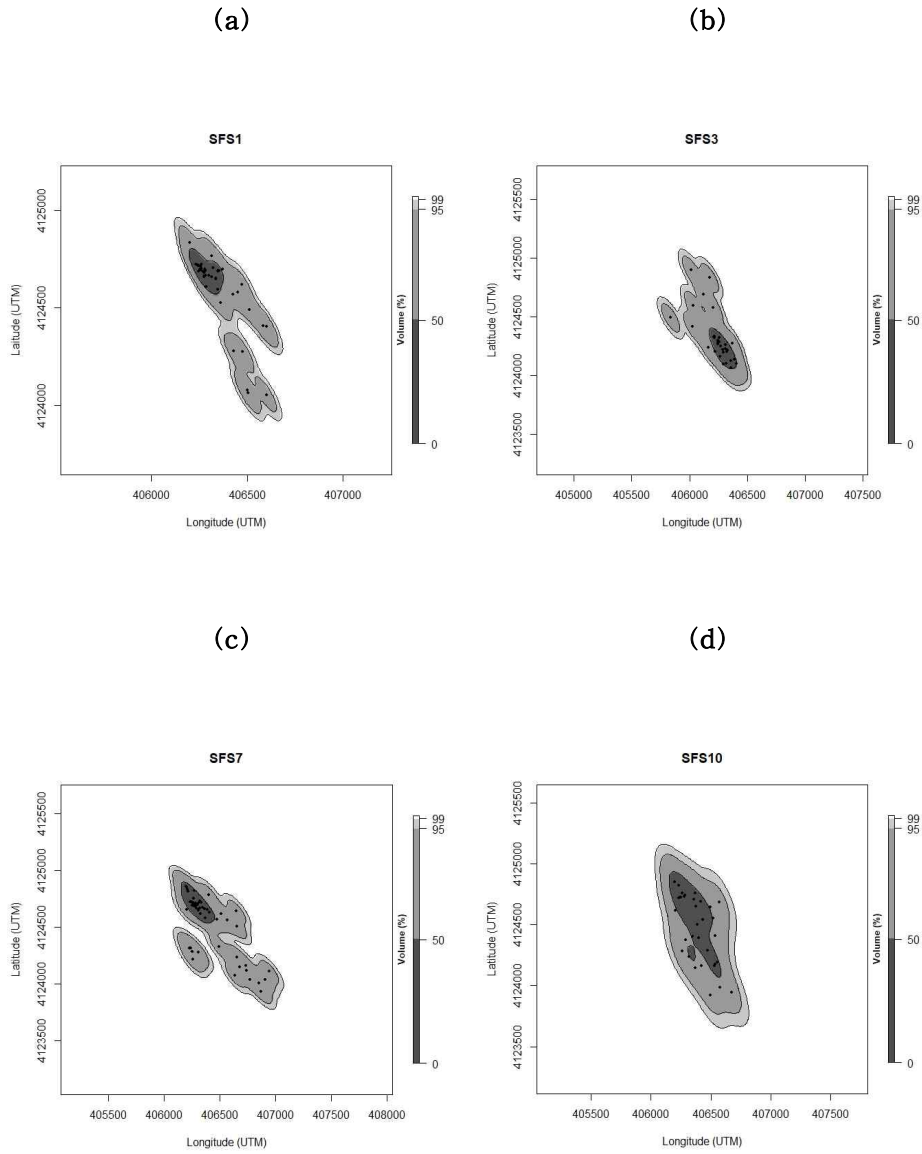 (a)
SFS1
4125000
4124500
4124000
Latitude (UTM)
406000 406500 407000
Longitude (UTM)
99
95
50
0
Volume (%)
(b)
SFS3
4125500
4125000
4124500
4124000
4123500
Latitude (UTM)
405000 405500 406000 406500 407000 407500
Longitude (UTM)
99
95
50
0
Volume (%)
(c)
SFS7
4125500
4125000
4124500
4124000
4123500
Latitude (UTM)
405500 406000 406500 407000 407500 408000
Longitude (UTM)
99
95
50
0
Volume (%)
(d)
SFS10
4125500
4125000
4124500
4124000
4123500
Latitude (UTM)
405500 406000 406500 407000 407500
Longitude (UTM)
99
95
50
0
Volume (%)